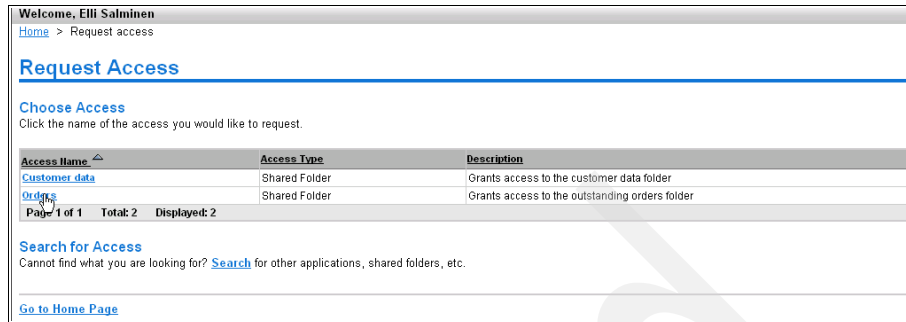 Welcome, Elli Salminen
Home > Request access
Request Access
Choose Access
Click the name of the access you would like to request.
Access Name Access Type Description
Customer data Shared Folder Grants access to the customer data folder
Orders Shared Folder Grants access to the outstanding orders folder
Page 1 of 1 Total: 2 Displayed: 2
Search for Access
Cannot find what you are looking for? Search for other applications, shared folders, etc.
Go to Home Page